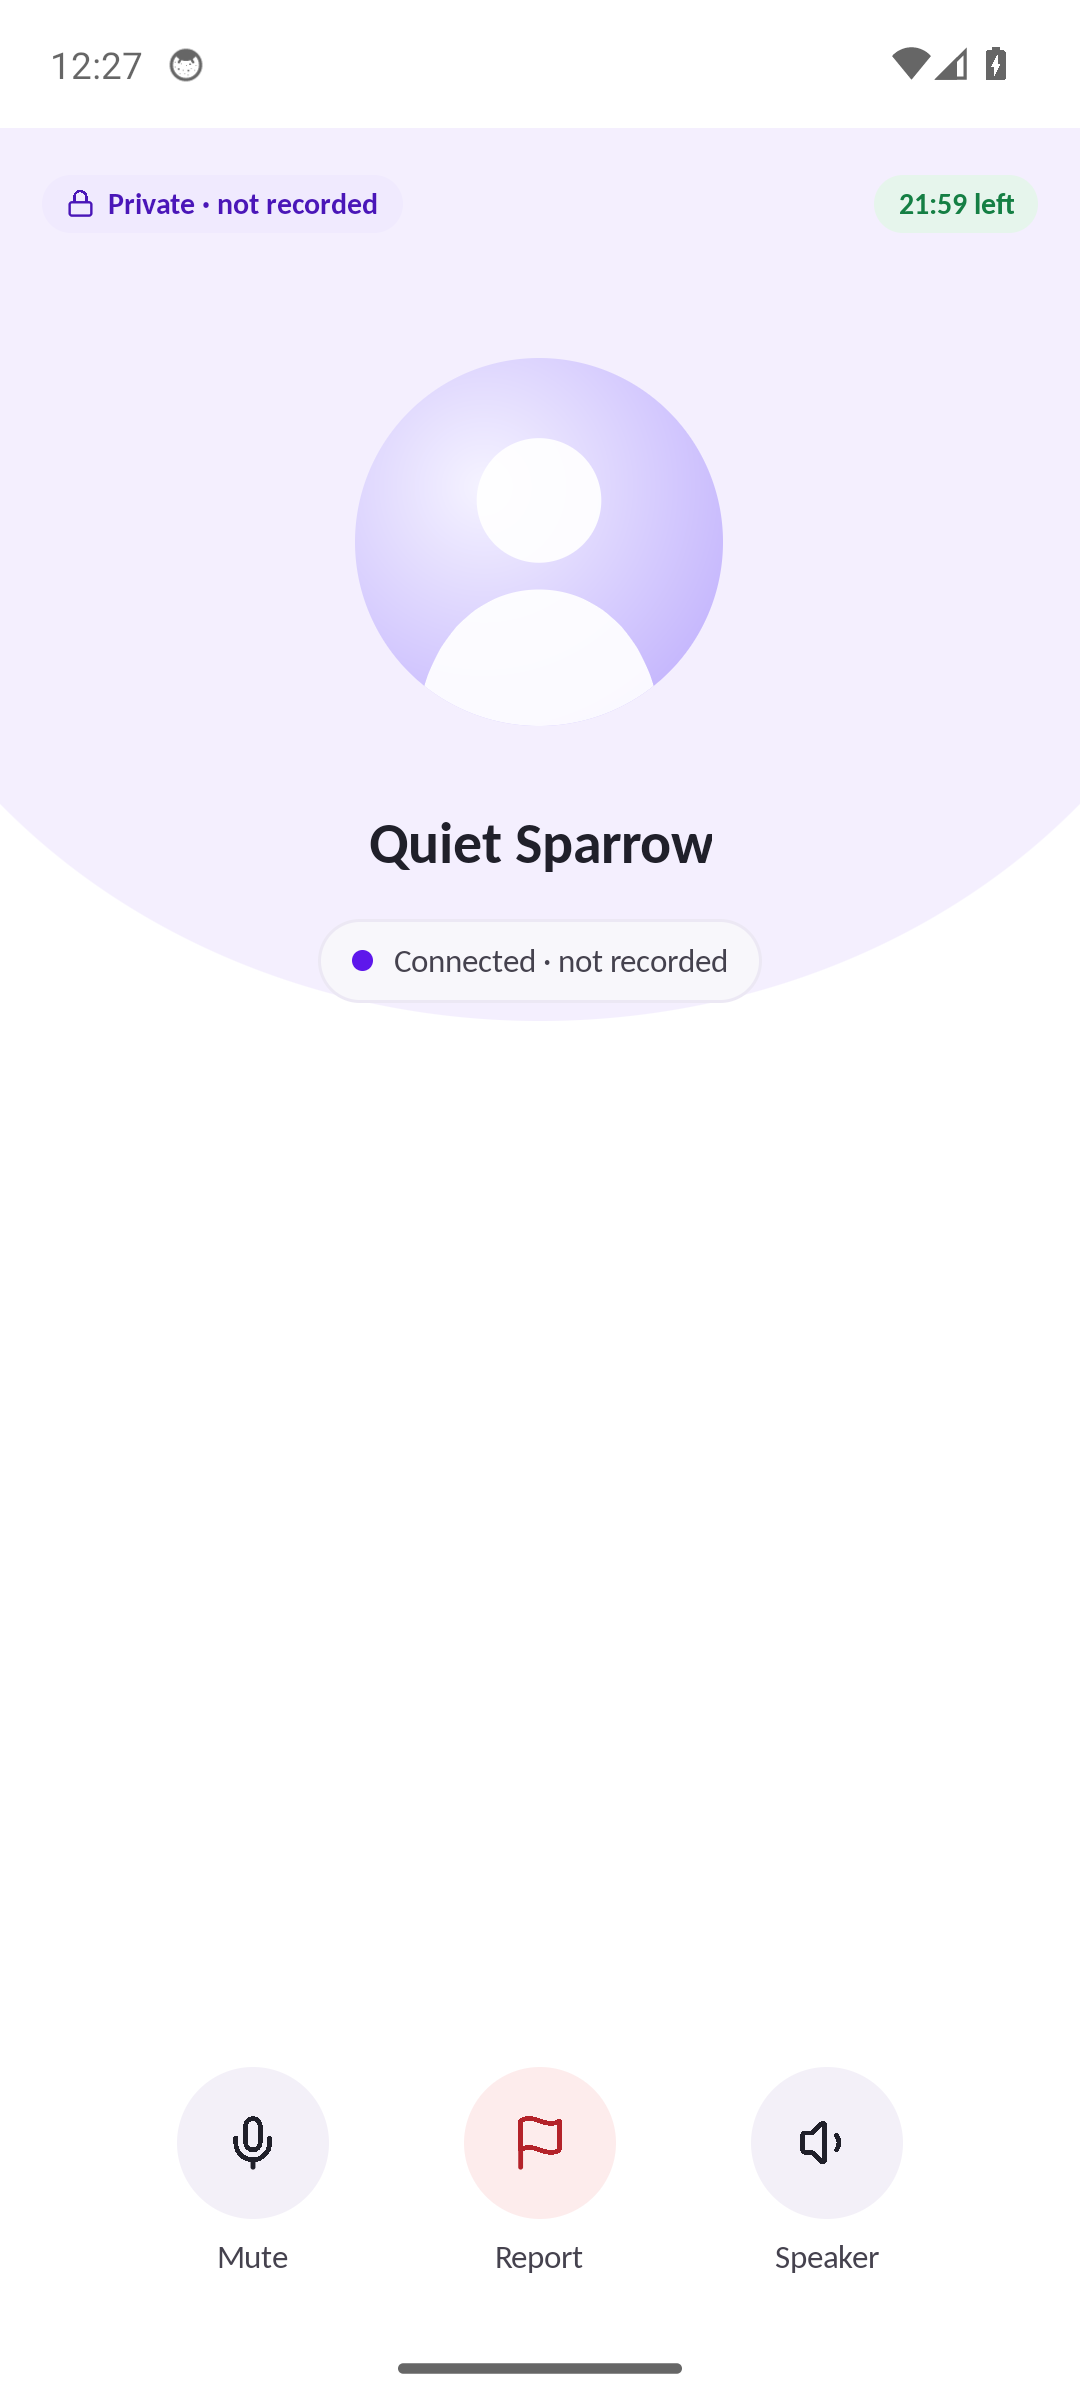 12:27
Private · not recorded
21:59 left
Quiet Sparrow
Connected · not recorded
Mute
Report
Speaker